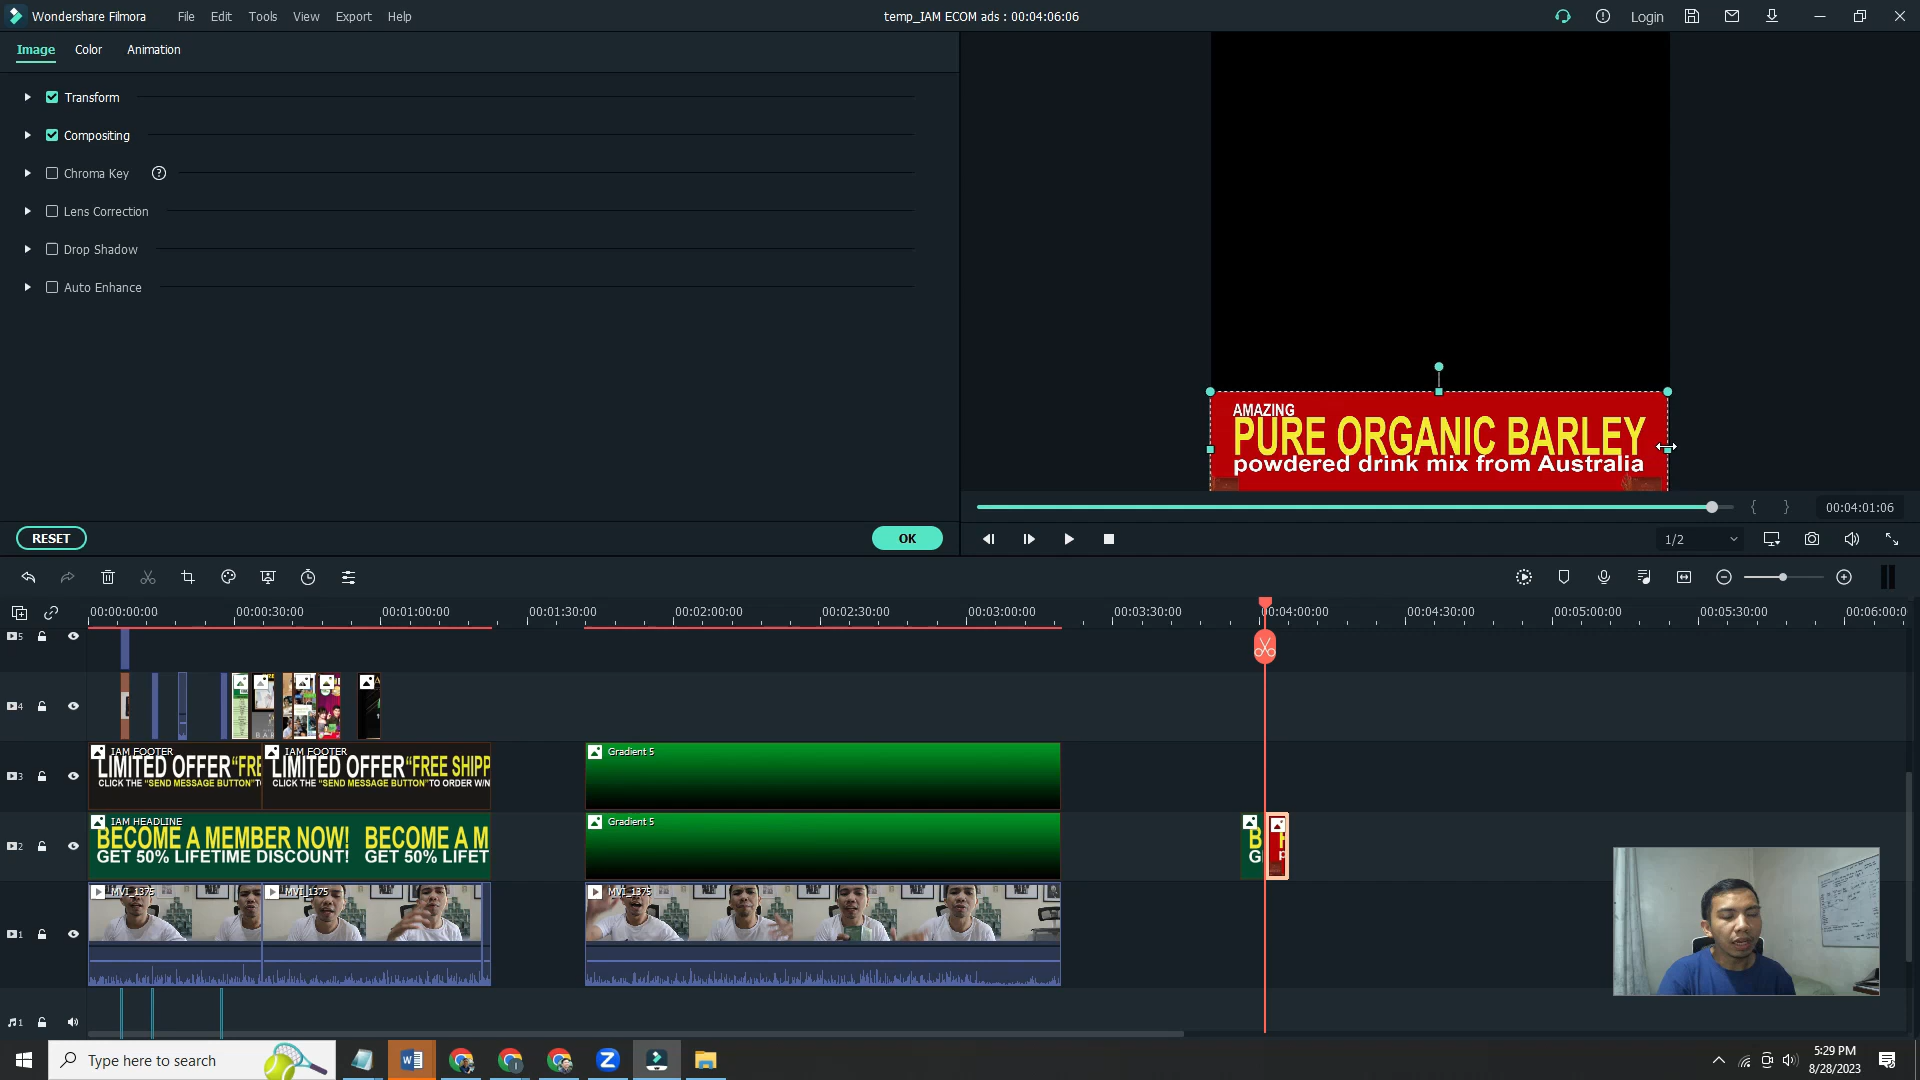 Wondershare Filmora
File
Edit
Tools
View
Export
Help
temp_IAM ECOM ads : 00:04:06:06
Login
Image
Color
Animation
Transform
Compositing
Chroma Key
Lens Correction
Drop Shadow
Auto Enhance
RESET
OK
AMAZING
PURE ORGANIC BARLEY
powdered drink mix from Australia
00:04:01:06
1/2
00:00:00:00
00:00:30:00
00:01:00:00
00:01:30:00
00:02:00:00
00:02:30:00
00:03:00:00
00:03:30:00
00:04:00:00
00:04:30:00
00:05:00:00
00:05:30:00
00:06:00:0
5
4
3
IAM FOOTER
LIMITED OFFER "FRE
CLICK THE "SEND MESSAGE BUTTON"
IAM FOOTER
LIMITED OFFER "FREE SHIPP
CLICK THE "SEND MESSAGE BUTTON" TO ORDER W/N
Gradient 5
2
IAM HEADLINE
BECOME A MEMBER NOW! BECOME A M
GET 50% LIFETIME DISCOUNT! GET 50% LIFET
Gradient 5
B
G
1
MVI_1375
MVI_1375
MVI_1375
1
Type here to search
5:29 PM
8/28/2023